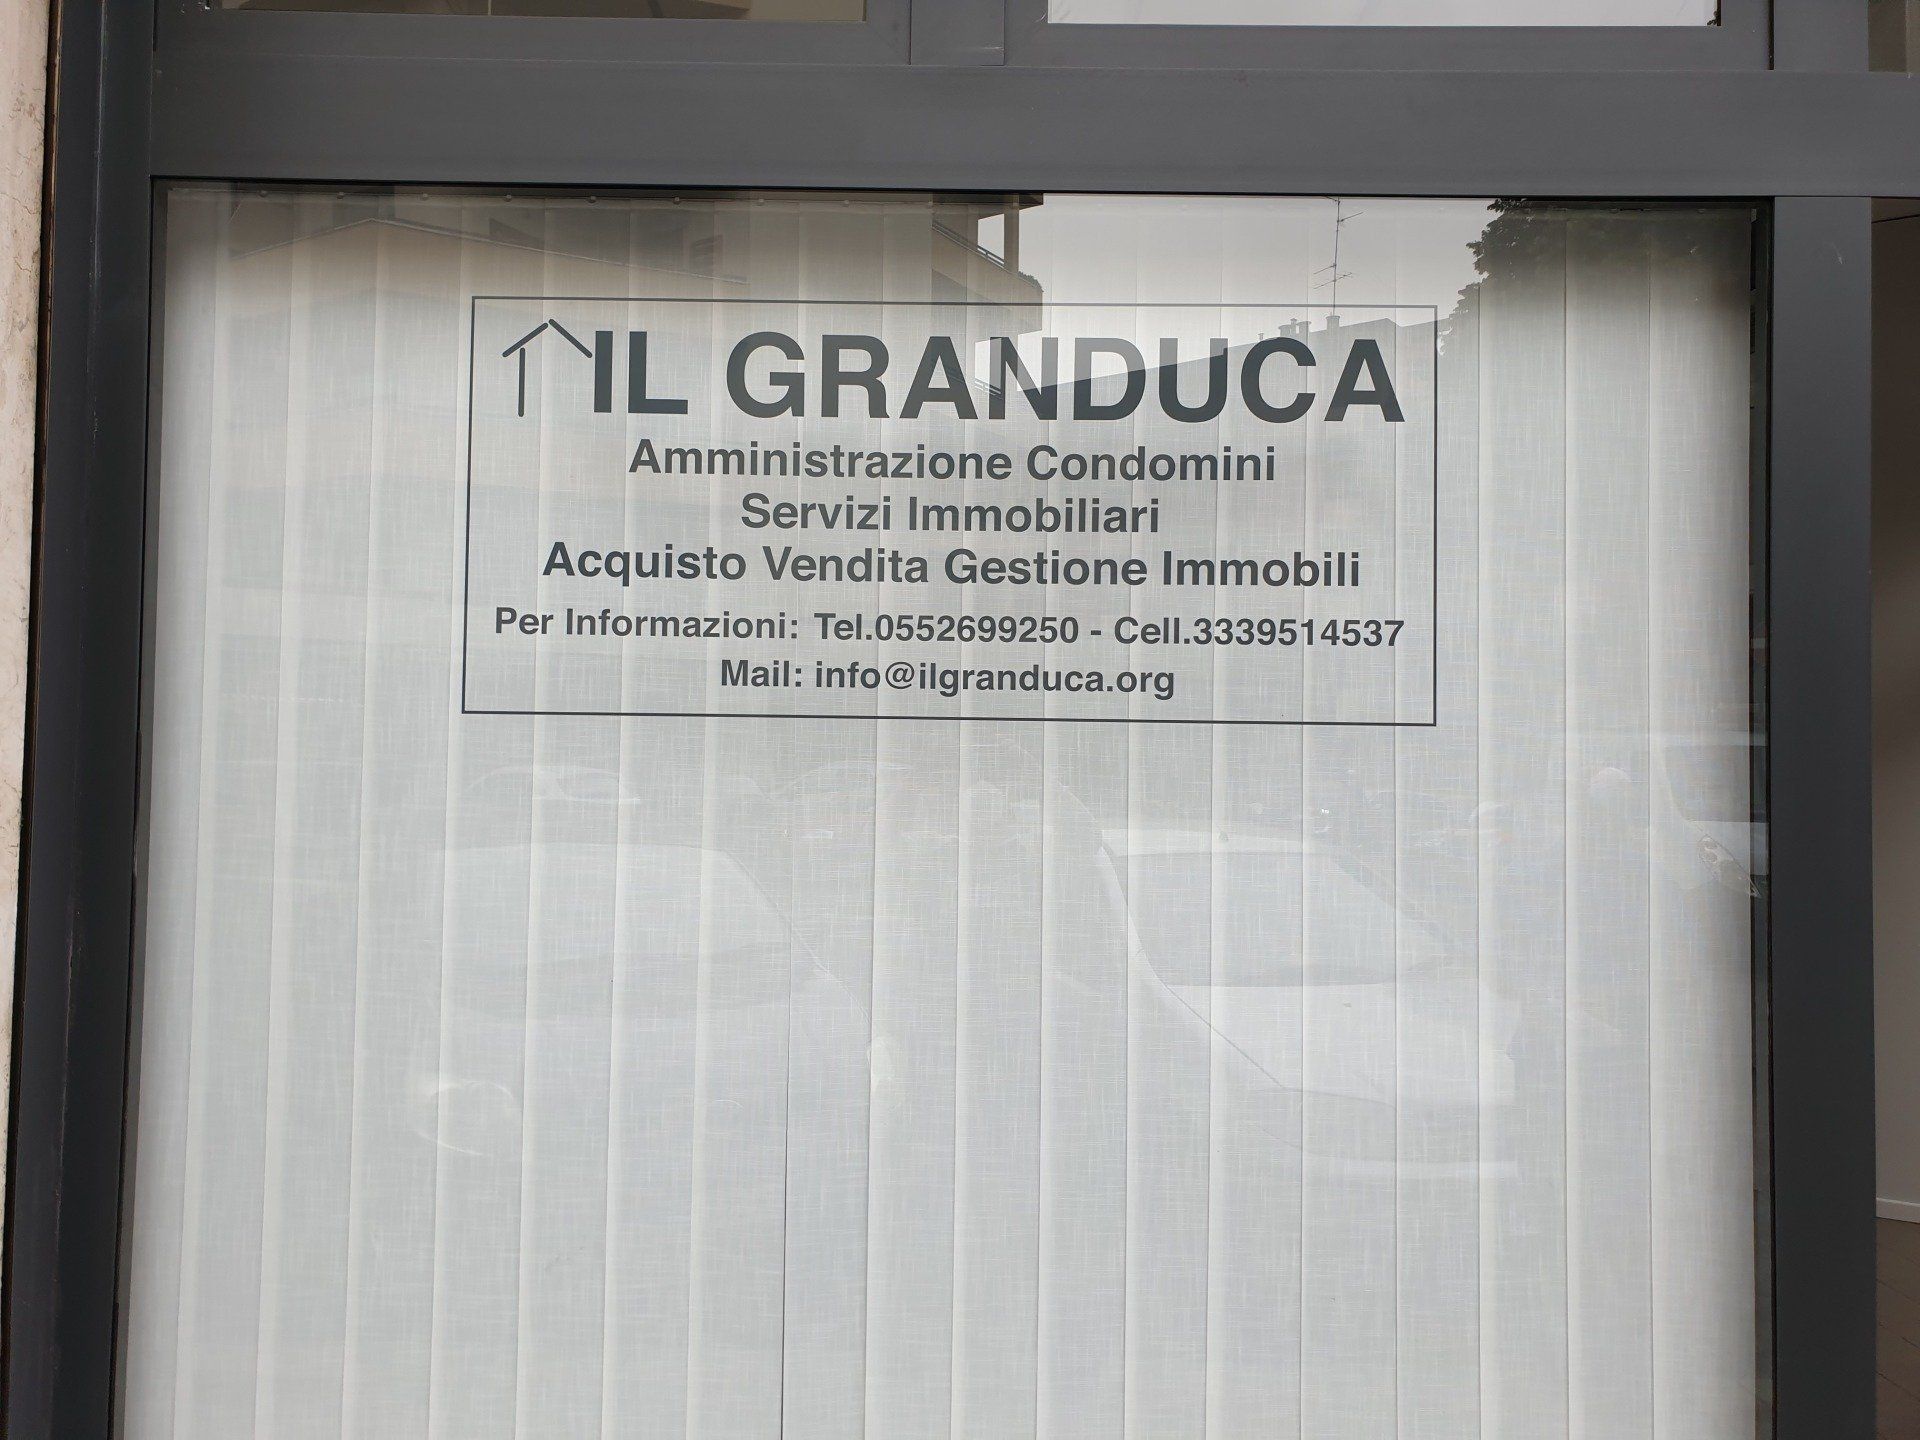 IL GRANDUCA
Amministrazione Condomini
Servizi Immobiliari
Acquisto Vendita Gestione Immobili
Per Informazioni: Tel.0552699250 - Cell.3339514537
Mail: info@ilgranduca.org